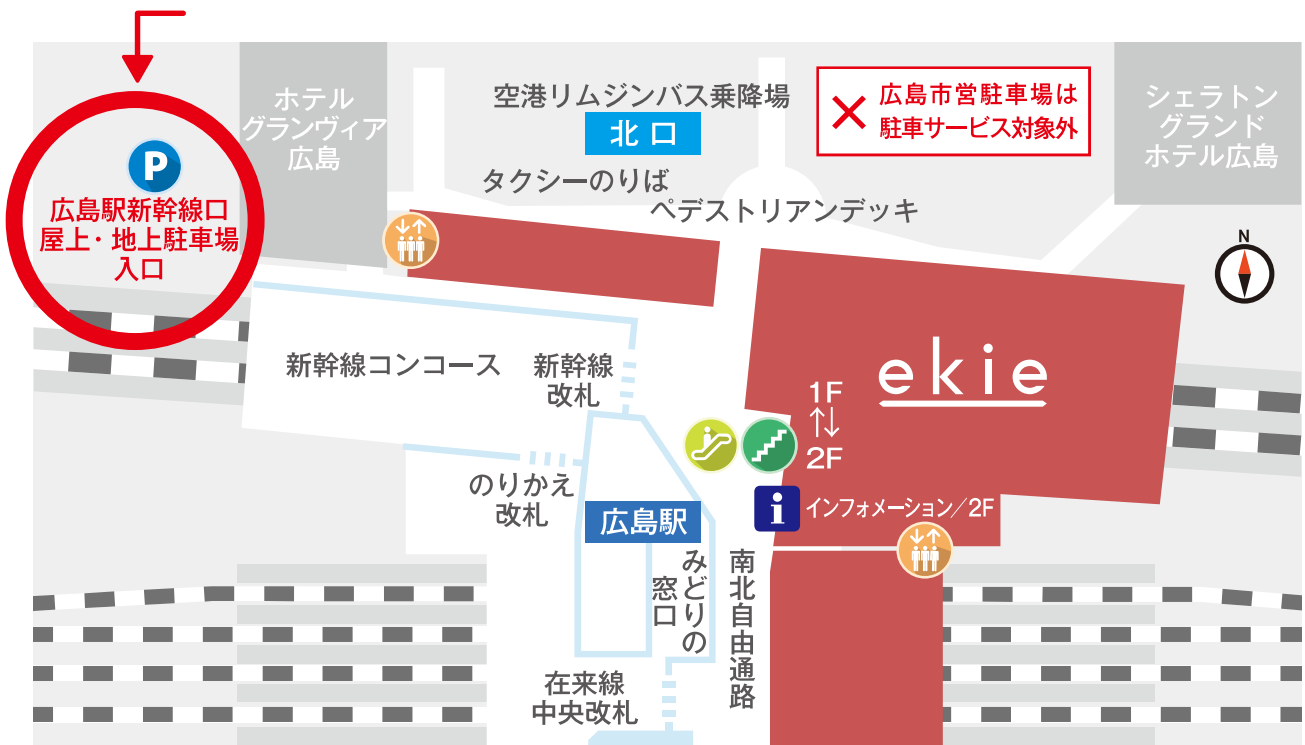 ホテル
グランヴィア
広島
空港リムジンバス乗降場
北口
タクシーのりば
ペデストリアンデッキ
広島市営駐車場は
駐車サービス対象外
シェラトン
グランド
ホテル広島
P
広島駅新幹線口
屋上・地上駐車場
入口
N
新幹線コンコース
新幹線
改札
ekie
1F
2F
のりかえ
改札
広島駅
i
インフォメーション/2F
みどりの
窓口
南北自由通路
在来線
中央改札